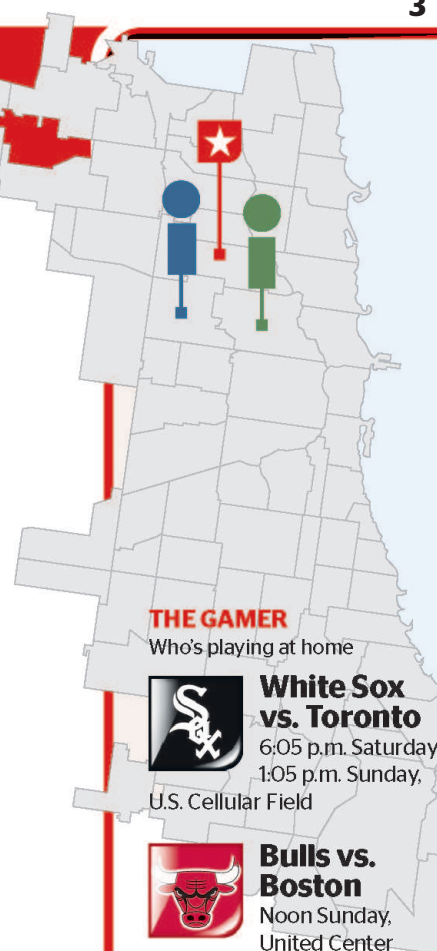 3
THE GAMER
Who's playing at home
Sox
White Sox
vs. Toronto
6:05 p.m. Saturday
1:05 p.m. Sunday,
U.S. Cellular Field
Bulls vs.
Boston
Noon Sunday,
United Center